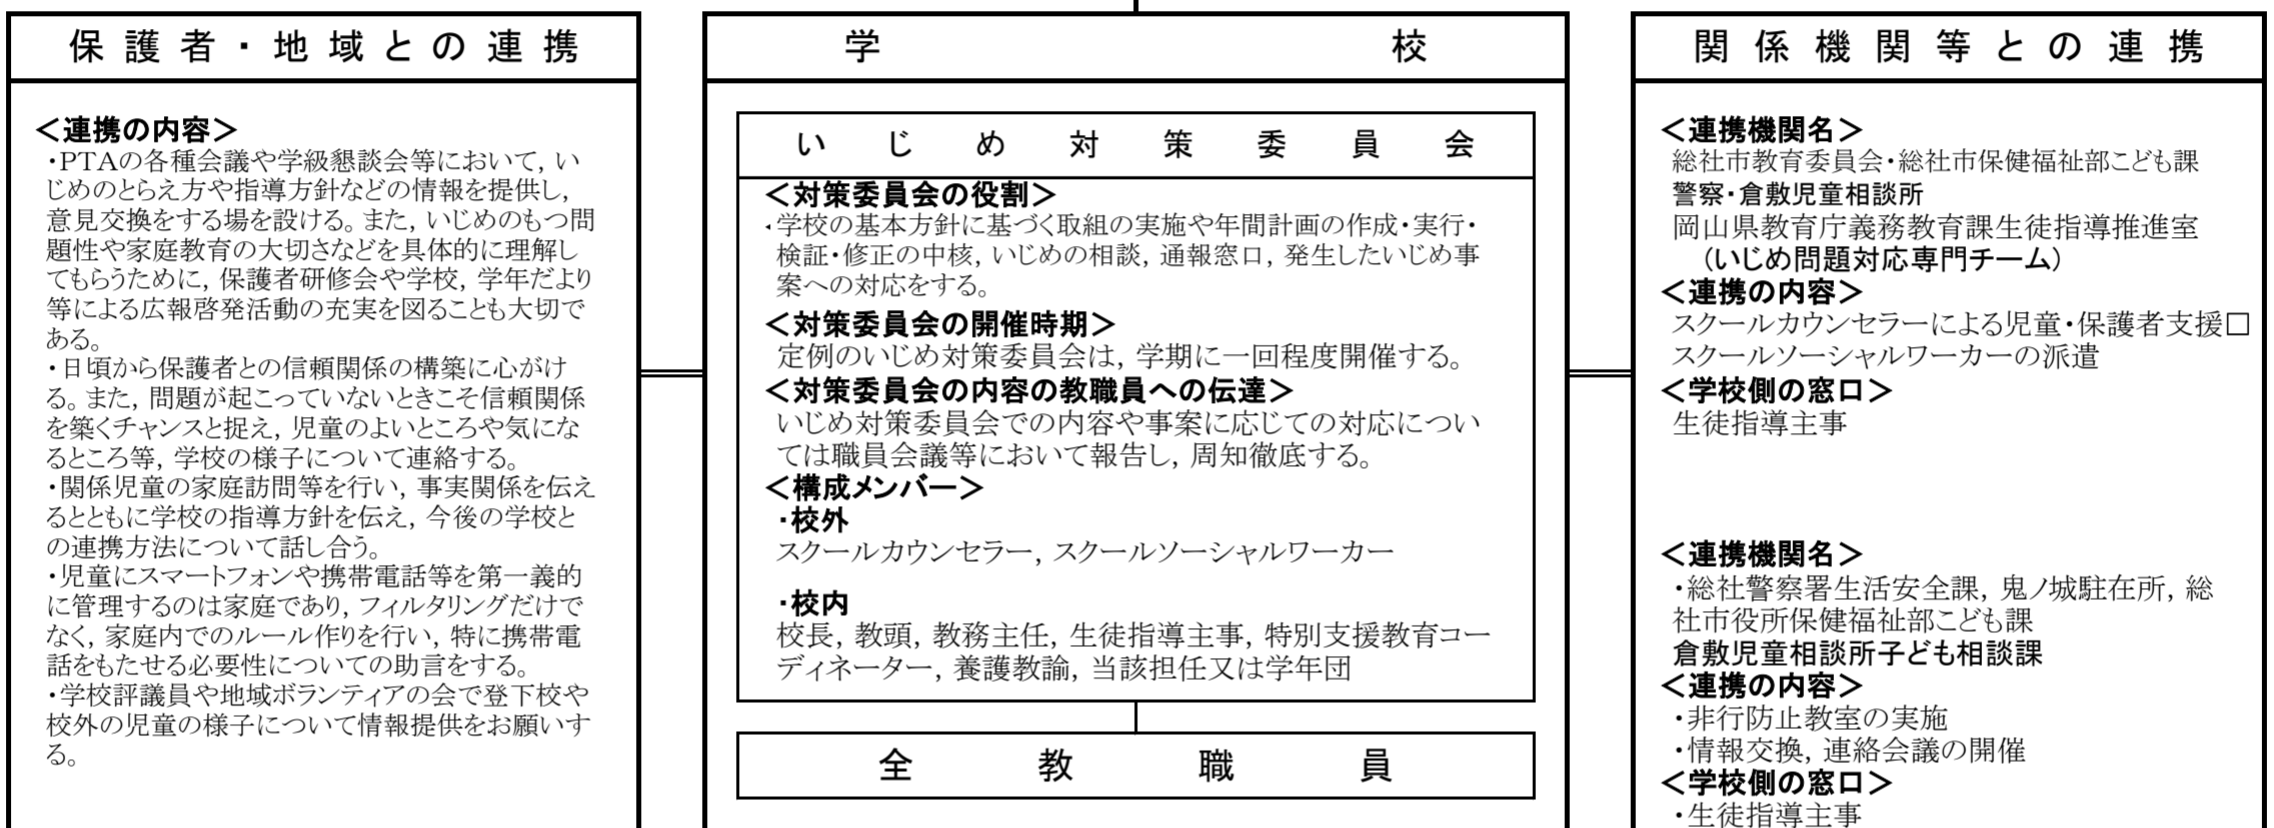 保護者・地域との連携
＜連携の内容＞
・PTAの各種会議や学級懇談会等において，い
じめのとらえ方や指導方針などの情報を提供し，
意見交換をする場を設ける。また，いじめのもつ問
題性や家庭教育の大切さなどを具体的に理解し
てもらうために，保護者研修会や学校，学年だより
等による広報啓発活動の充実を図ることも大切で
ある。
・日頃から保護者との信頼関係の構築に心がけ
る。また，問題が起こっていないときこそ信頼関係
を築くチャンスと捉え，児童のよいところや気にな
るところ等，学校の様子について連絡する。
・関係児童の家庭訪問等を行い，事実関係を伝え
るとともに学校の指導方針を伝え，今後の学校と
の連携方法について話し合う。
・児童にスマートフォンや携帯電話等を第一義的
に管理するのは家庭であり，フィルタリングだけで
なく，家庭内でのルール作りを行い，特に携帯電
話をもたせる必要性についての助言をする。
・学校評議員や地域ボランティアの会で登下校や
校外の児童の様子について情報提供をお願いす
る。
学校
いじめ対策委員会
＜対策委員会の役割＞
・学校の基本方針に基づく取組の実施や年間計画の作成・実行・
検証・修正の中核，いじめの相談，通報窓口，発生したいじめ事
案への対応をする。
＜対策委員会の開催時期＞
定例のいじめ対策委員会は，学期に一回程度開催する。
＜対策委員会の内容の教職員への伝達＞
いじめ対策委員会での内容や事案に応じての対応につい
ては職員会議等において報告し，周知徹底する。
＜構成メンバー＞
・校外
スクールカウンセラー，スクールソーシャルワーカー
・校内
校長，教頭，教務主任，生徒指導主事，特別支援教育コー
ディネーター，養護教諭，当該担任又は学年団
全教職員
関係機関等との連携
＜連携機関名＞
総社市教育委員会・総社市保健福祉部こども課
警察・倉敷児童相談所
岡山県教育庁義務教育課生徒指導推進室
（いじめ問題対応専門チーム）
＜連携の内容＞
スクールカウンセラーによる児童・保護者支援□
スクールソーシャルワーカーの派遣
＜学校側の窓口＞
生徒指導主事
＜連携機関名＞
・総社警察署生活安全課，鬼ノ城駐在所，総
社市役所保健福祉部こども課
倉敷児童相談所子ども相談課
＜連携の内容＞
・非行防止教室の実施
・情報交換，連絡会議の開催
＜学校側の窓口＞
・生徒指導主事